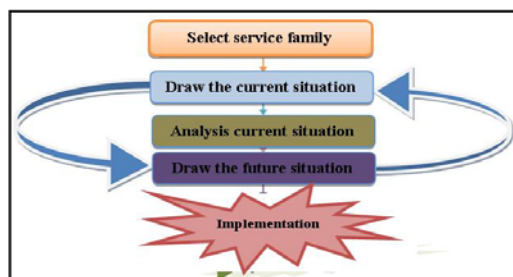 Select service family
Draw the current situation
Analysis current situation
Draw the future situation
Implementation